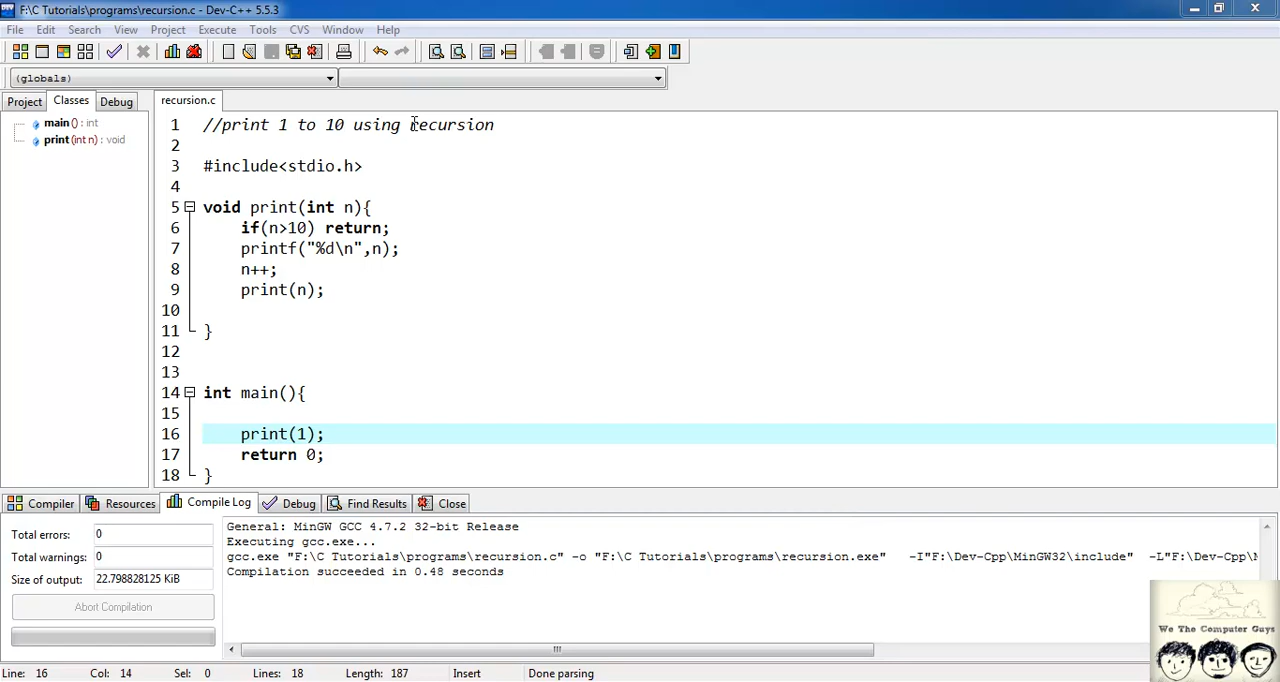 F:\C Tutorials\programs\recursion.c - Dev-C++ 5.5.3
File Edit Search View Project Execute Tools CVS Window Help
(globals)
Project Classes Debug
recursion.c
main () : int
print (int n) : void
1 //print 1 to 10 using recursion
2
3 #include<stdio.h>
4
5 void print(int n){
6 if(n>10) return;
7 printf("%d\n",n);
8 n++;
9 print(n);
10
11 }
12
13
14 int main(){
15
16 print(1);
17 return 0;
18 }
Compiler Resources Compile Log Debug Find Results Close
Total errors: 0
Total warnings: 0
Size of output: 22.798828125 KiB
Abort Compilation
General: MinGW GCC 4.7.2 32-bit Release
Executing gcc.exe...
gcc.exe "F:\C Tutorials\programs\recursion.c" -o "F:\C Tutorials\programs\recursion.exe" -I"F:\Dev-Cpp\MinGW32\include" -L"F:\Dev-Cpp\M
Compilation succeeded in 0.48 seconds
We The Computer Guys
Line: 16 Col: 14 Sel: 0 Lines: 18 Length: 187 Insert Done parsing